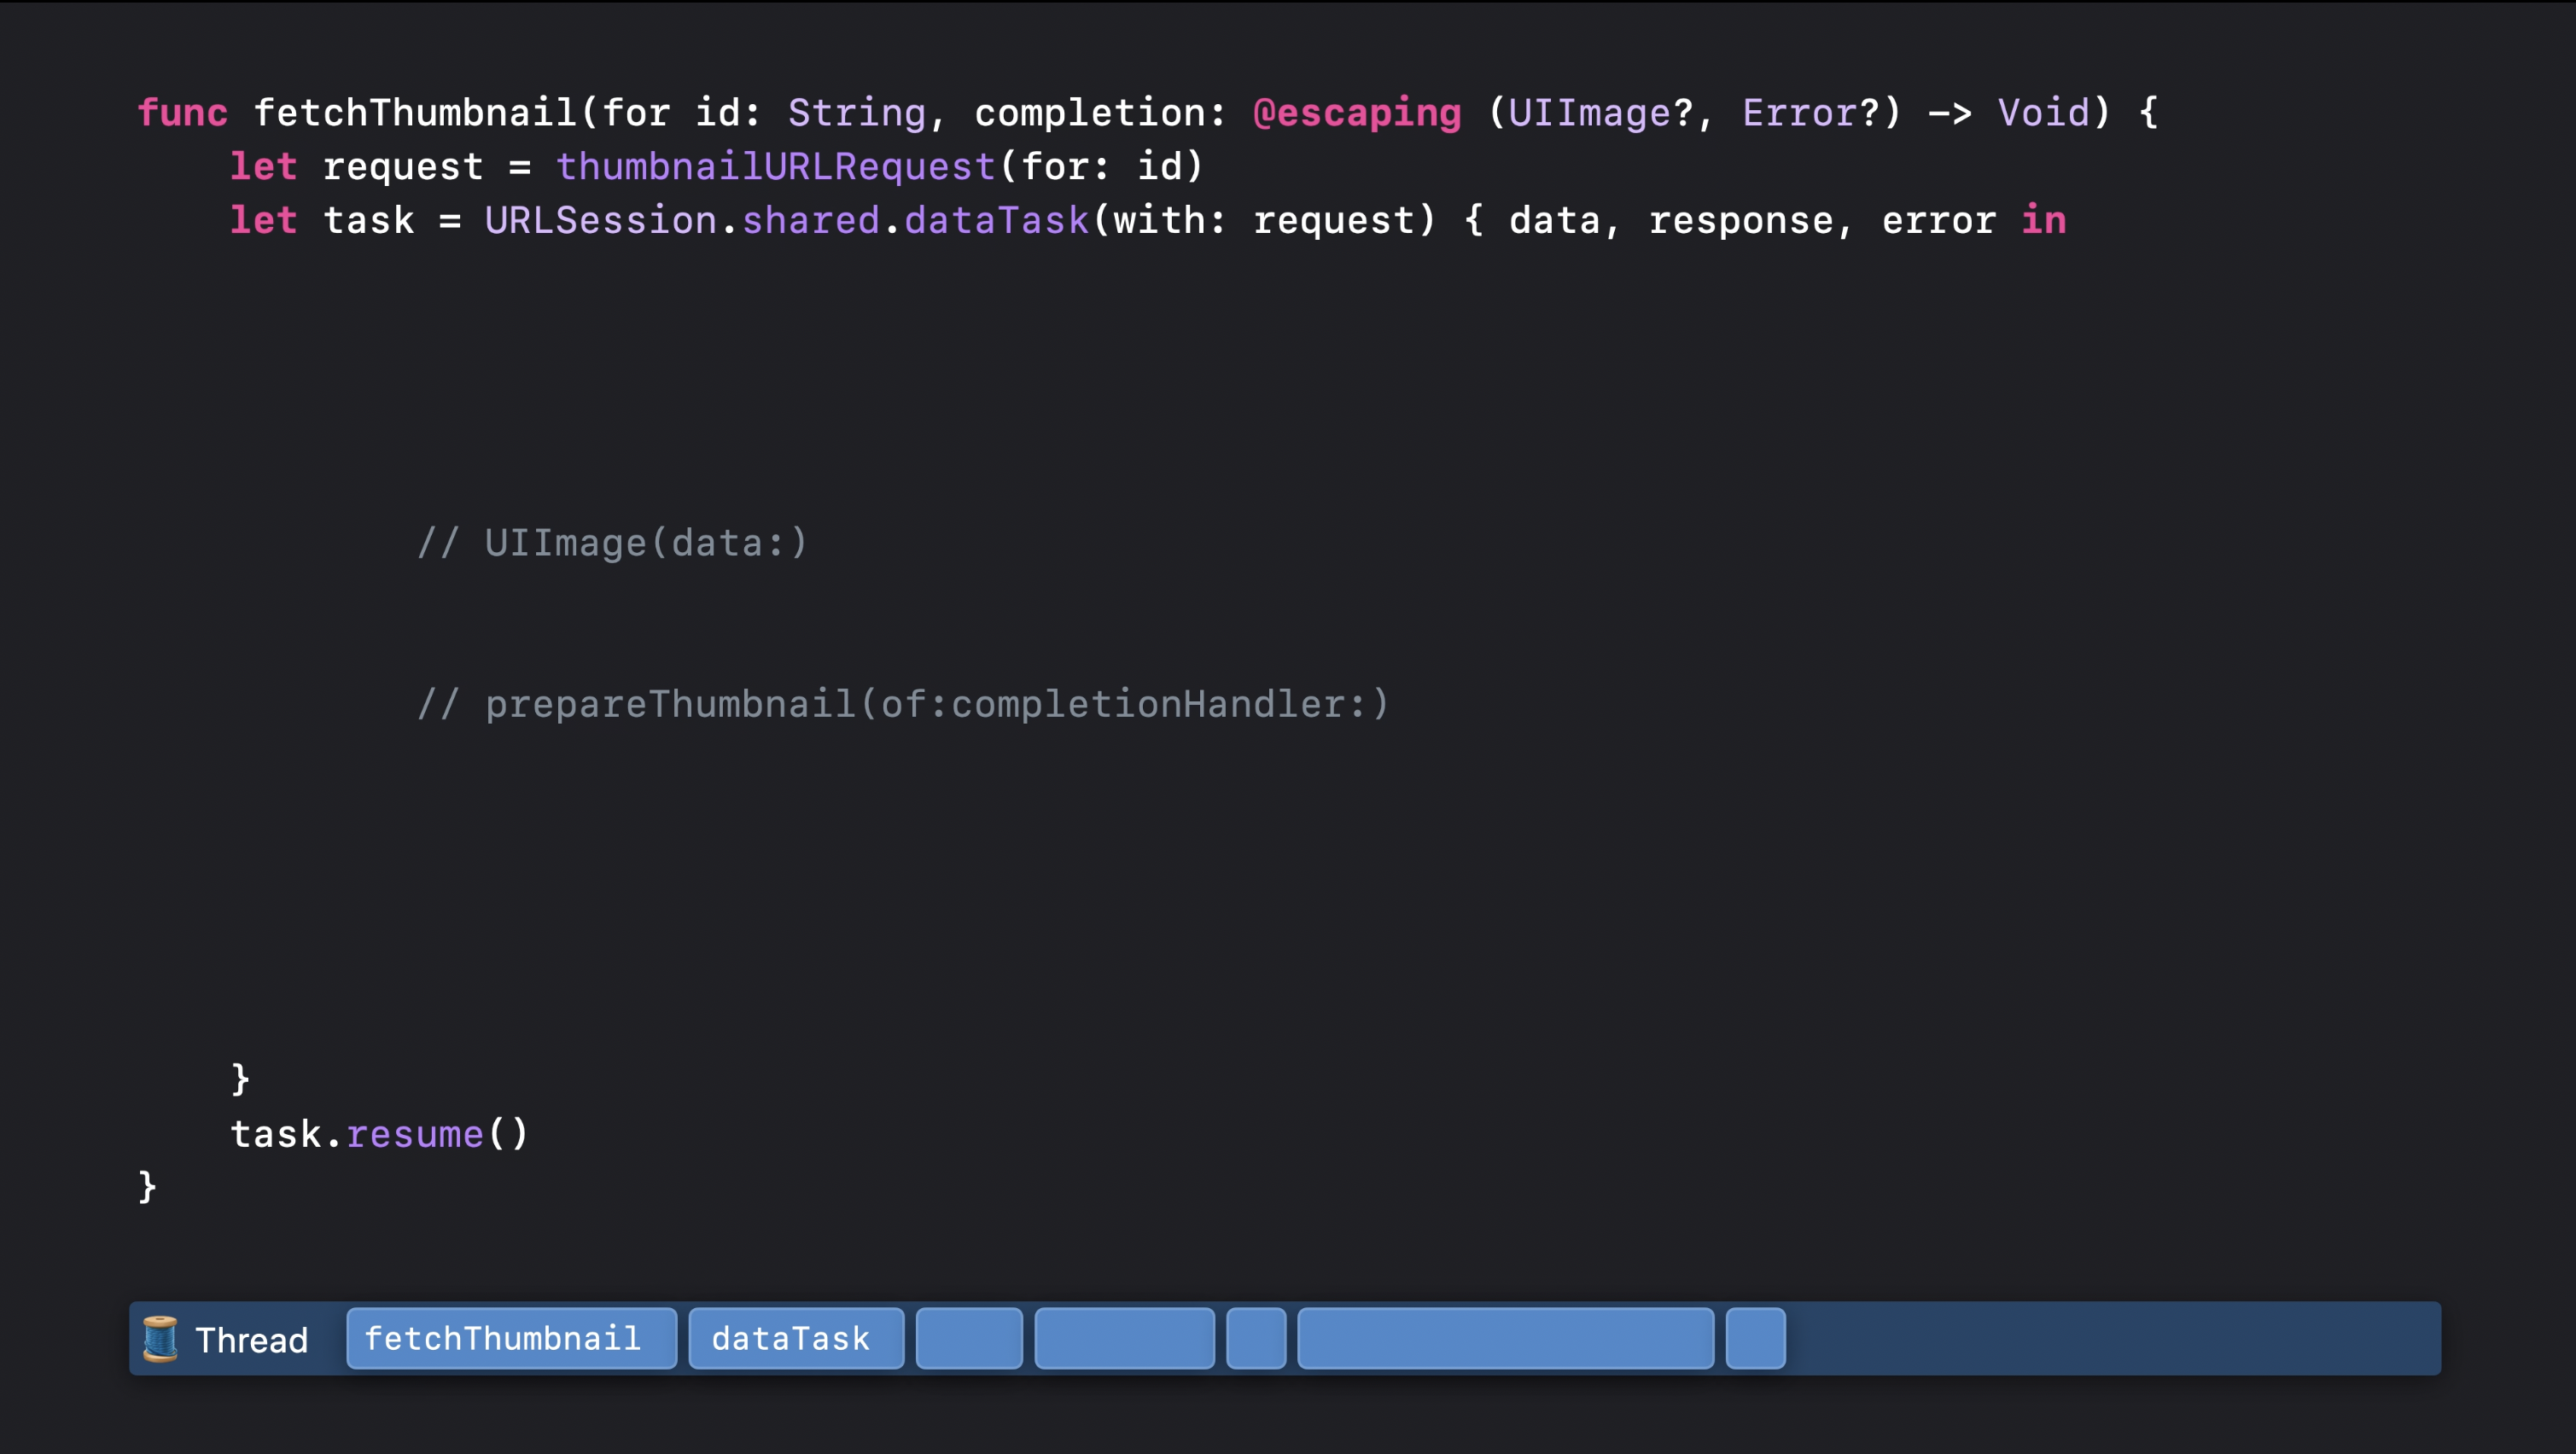 func fetchThumbnail(for id: String, completion: @escaping (UIImage?, Error?) -> Void) {
    let request = thumbnailURLRequest(for: id)
    let task = URLSession.shared.dataTask(with: request) { data, response, error in
            // UIImage(data:)
            // prepareThumbnail(of:completionHandler:)
    }
    task.resume()
}
Thread fetchThumbnail dataTask